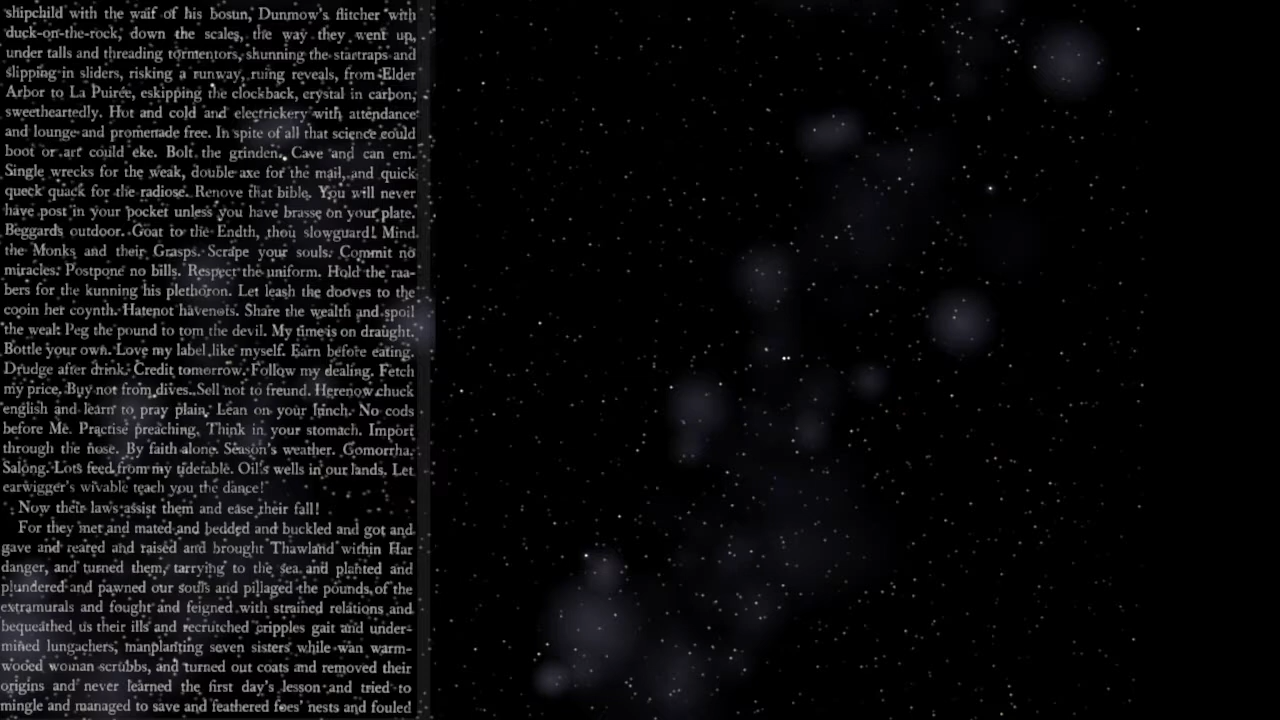 shipchild with the waif of his bosun, Dunmow's flitcher with
duck-on-the-rock, down the scales, the way they went up,
under talls and threading tormentors, shunning the startraps and
slipping in sliders, risking a runway, ruing reveals, from Elder
Arbor to La Puirée, eskipping the clockback, crystal in carbon,
sweetheartedly. Hot and cold and electrickery with attendance
and lounge and promenade free. In spite of all that science could
boot or art could eke. Bolt the grinden. Cave and can em.
Single wrecks for the weak, double axe for the mail, and quick
queck quack for the radiose. Renove that bible. You will never
have post in your pocket unless you have brasse on your plate.
Beggards outdoor. Goat to the Endth, thou slowguard! Mind
the Monks and their Grasps. Scrape your souls. Commit no
miracles. Postpone no bills. Respect the uniform. Hold the raa-
bers for the kunning his plethoron. Let leash the dooves to the
cooin her coynth. Hatenot havenots. Share the wealth and spoil
the weal. Peg the pound to tom the devil. My time is on draught.
Bottle your own. Love my label like myself. Earn before eating.
Drudge after drink. Credit tomorrow. Follow my dealing. Fetch
my price. Buy not from dives. Sell not to freund. Herenow chuck
english and learn to pray plain. Lean on your lunch. No cods
before Me. Practise preaching. Think in your stomach. Import
through the nose. By faith alone. Season's weather. Gomorrha.
Salong. Lots feed from my tidetable. Oil's wells in our lands. Let
earwigger's wivable teach you the dance!
Now their laws assist them and ease their fall!
For they met and mated and bedded and buckled and got and
gave and reared and raised and brought Thawland within Har
danger, and turned them, tarrying to the sea and planted and
plundered and pawned our souls and pillaged the pounds of the
extramurals and fought and feigned with strained relations and
bequeathed us their ills and recrutched cripples gait and under-
mined lungachers, manplanting seven sisters while wan warm-
wooed woman scrubbs, and turned out coats and removed their
origins and never learned the first day's lesson and tried to
mingle and managed to save and feathered foes' nests and fouled